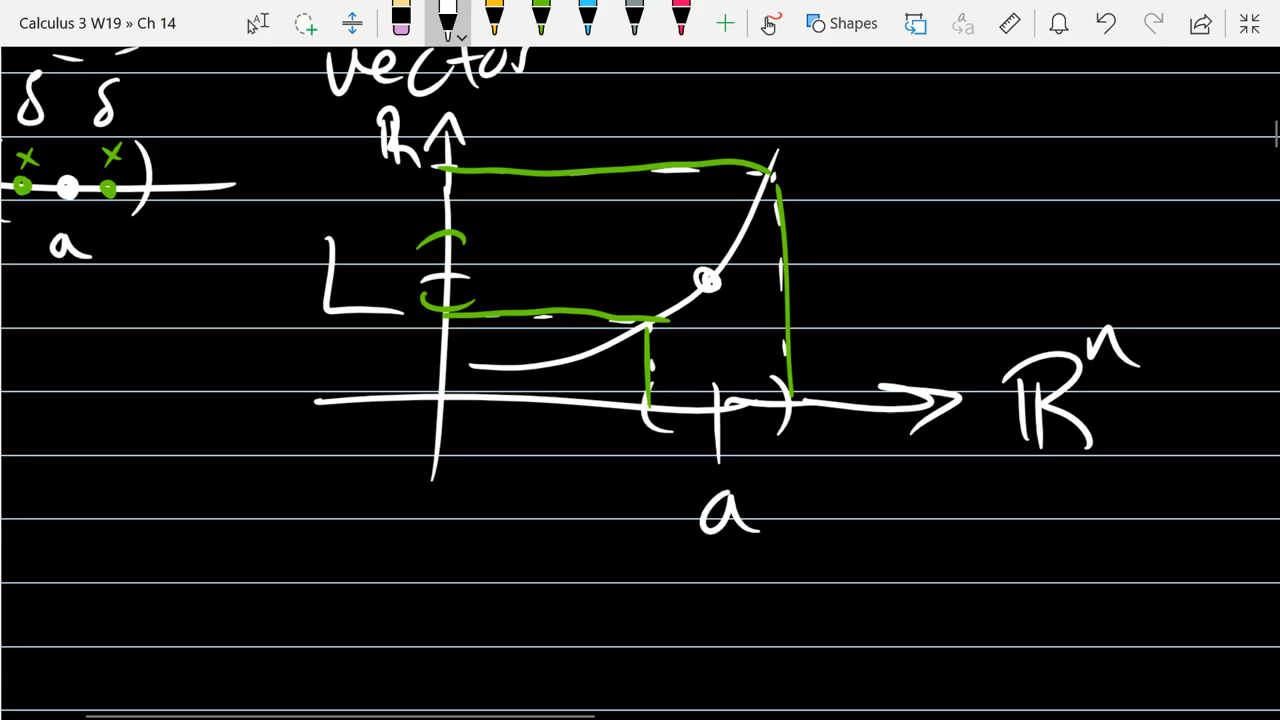 Calculus 3 W19 » Ch 14
Shapes
vector
δ δ
x x
ℝ
a
L
ℝⁿ
a